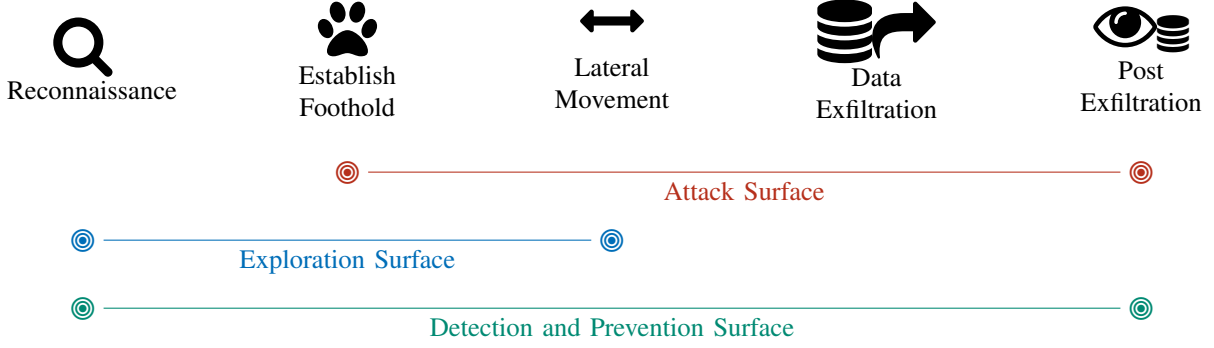 Reconnaissance
Establish
Foothold
Lateral
Movement
Data
Exfiltration
Post
Exfiltration
Attack Surface
Exploration Surface
Detection and Prevention Surface